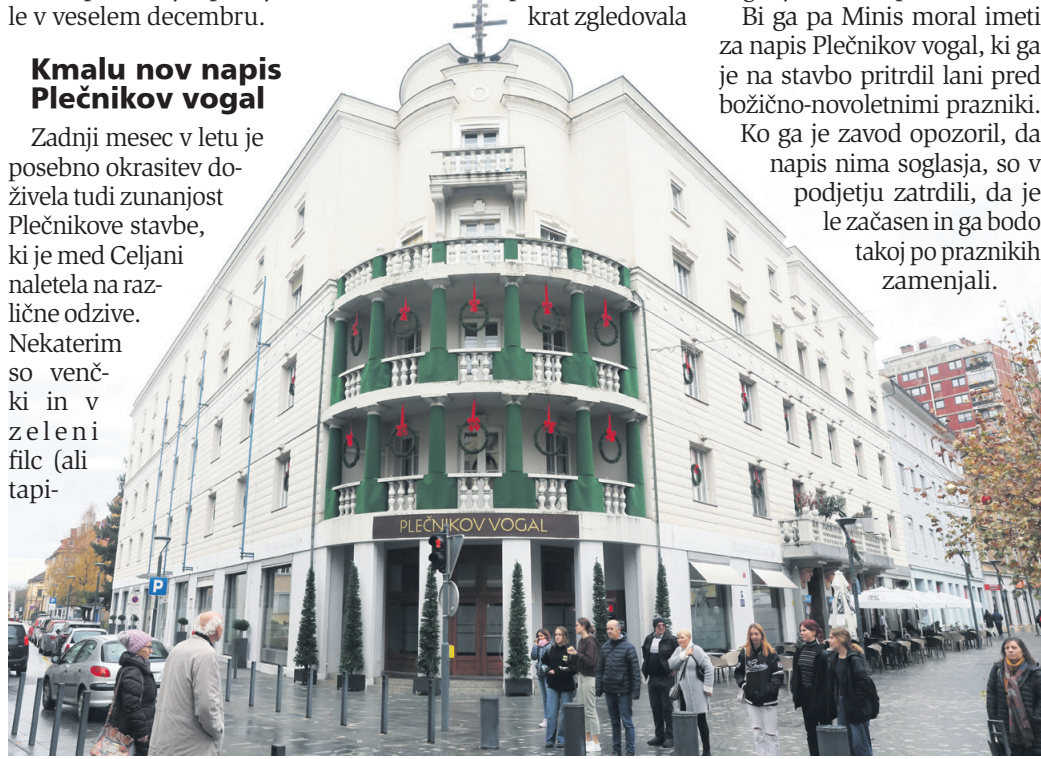 le v veselem decembru.
Kmalu nov napis
Plečnikov vogal
Zadnji mesec v letu je
posebno okrasitev do-
živela tudi zunanjost
Plečnikove stavbe,
ki je med Celjani
naletela na raz-
lične odzive.
Nekaterim
so venč-
ki in v
zeleni
filc (ali
tapi-
krat zgledovala
Bi ga pa Minis moral imeti
za napis Plečnikov vogal, ki ga
je na stavbo pritrdil lani pred
božično-novoletnimi prazniki.
Ko ga je zavod opozoril, da
napis nima soglasja, so v
podjetju zatrdili, da je
le začasen in ga bodo
takoj po praznikih
zamenjali.
PLEČNIKOV VOGAL
P